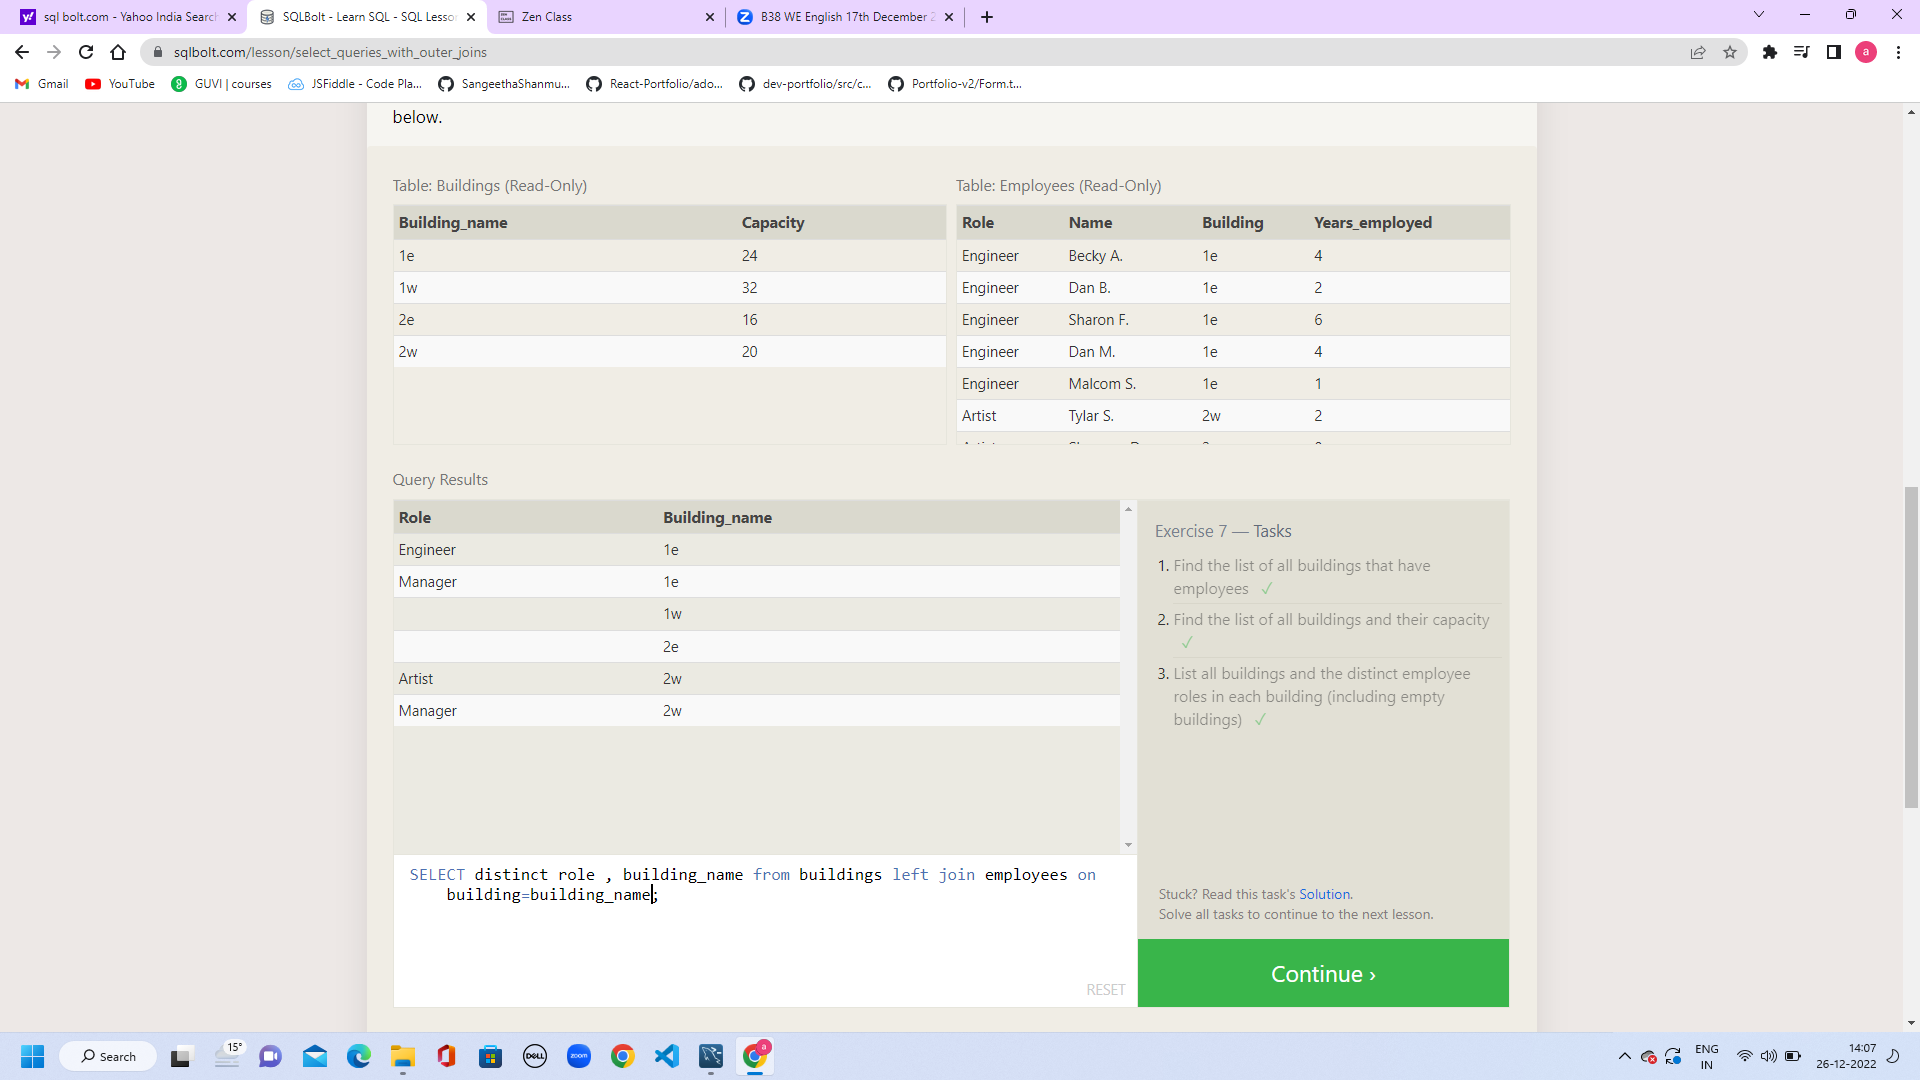 sql bolt.com - Yahoo India Search
SQLBolt - Learn SQL - SQL Lesson
Zen Class
B38 WE English 17th December 2
sqlbolt.com/lesson/select_queries_with_outer_joins
a
Gmail
YouTube
GUVI | courses
JSFiddle - Code Pla...
SangeethaShanmu...
React-Portfolio/ado...
dev-portfolio/src/c...
Portfolio-v2/Form.t...
below.
Table: Buildings (Read-Only)
Building_name Capacity
1e 24
1w 32
2e 16
2w 20
Table: Employees (Read-Only)
Role Name Building Years_employed
Engineer Becky A. 1e 4
Engineer Dan B. 1e 2
Engineer Sharon F. 1e 6
Engineer Dan M. 1e 4
Engineer Malcom S. 1e 1
Artist Tylar S. 2w 2
Query Results
Role Building_name
Engineer 1e
Manager 1e
1w
2e
Artist 2w
Manager 2w
SELECT distinct role , building_name from buildings left join employees on
building=building_name;
RESET
Exercise 7 — Tasks
1. Find the list of all buildings that have
employees ✓
2. Find the list of all buildings and their capacity
✓
3. List all buildings and the distinct employee
roles in each building (including empty
buildings) ✓
Stuck? Read this task's Solution.
Solve all tasks to continue to the next lesson.
Continue ›
Search
15°
DELL
zoom
a
ENG
IN
14:07
26-12-2022